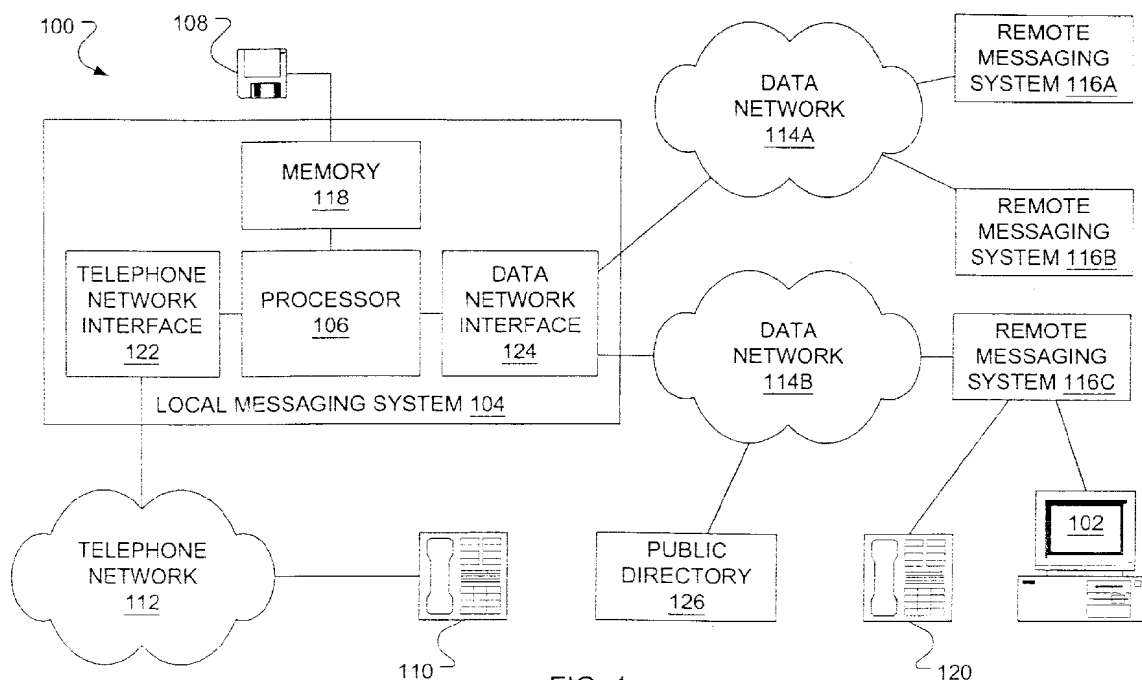 100
108
DATA
NETWORK
114A
REMOTE
MESSAGING
SYSTEM 116A
MEMORY
118
REMOTE
MESSAGING
SYSTEM 116B
TELEPHONE
NETWORK
INTERFACE
122
PROCESSOR
106
DATA
NETWORK
INTERFACE
124
DATA
NETWORK
114B
REMOTE
MESSAGING
SYSTEM 116C
LOCAL MESSAGING SYSTEM 104
TELEPHONE
NETWORK
112
PUBLIC
DIRECTORY
126
102
110
120
FIG. 1